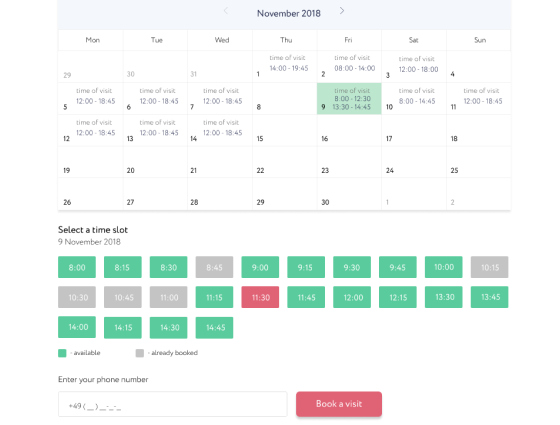 November 2018
Mon Tue Wed Thu Fri Sat Sun
time of visit time of visit time of visit
14:00 - 19:45 08:00 - 14:00 12:00 - 18:00
29 30 31 1 2 3 4
time of visit time of visit time of visit time of visit time of visit time of visit
12:00 - 18:45 12:00 - 18:45 12:00 - 18:45 8:00 - 12:30 8:00 - 14:45 12:00 - 18:45
5 6 7 8 9 13:30 - 14:45 10 11
time of visit time of visit time of visit
12:00 - 18:45 12:00 - 18:45 12:00 - 18:45
12 13 14 15 16 17 18
19 20 21 22 23 24 25
26 27 28 29 30 1 2
Select a time slot
9 November 2018
8:00 8:15 8:30 8:45 9:00 9:15 9:30 9:45 10:00 10:15
10:30 10:45 11:00 11:15 11:30 11:45 12:00 12:15 13:30 13:45
14:00 14:15 14:30 14:45
- available - already booked
Enter your phone number
+49 ( __ ) __-_-_
Book a visit